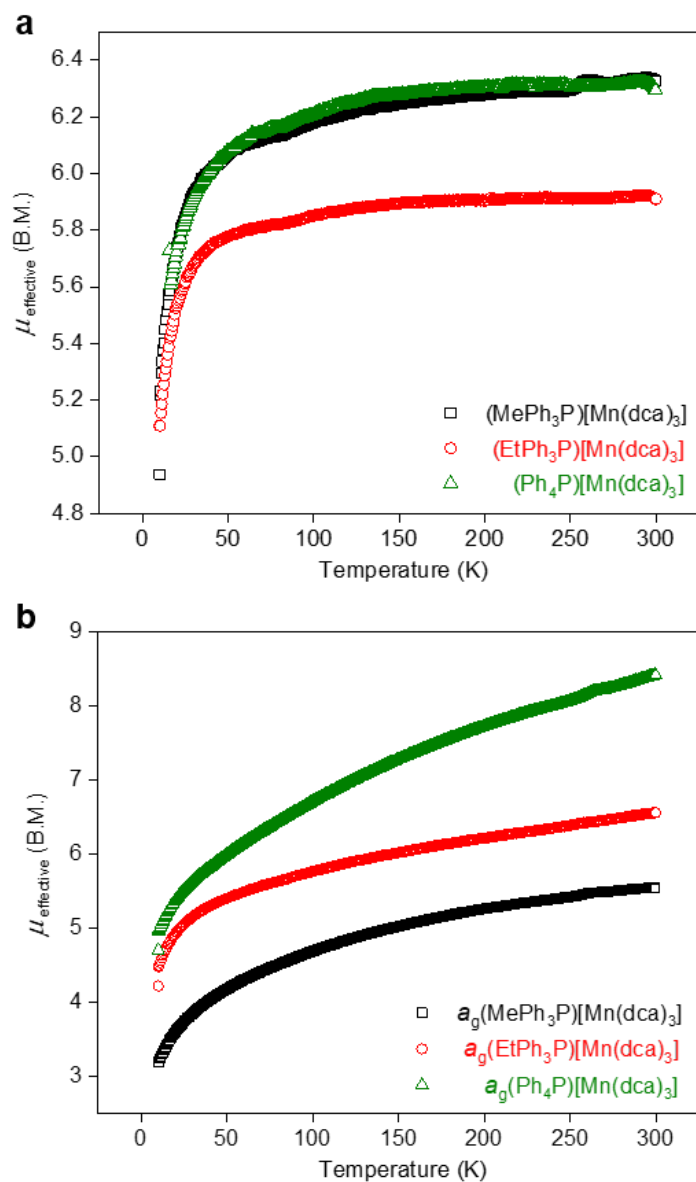 a
6.4
6.2
6.0
5.8
5.6
5.4
5.2
5.0
4.8
μeffective (B.M.)
(MePh₃P)[Mn(dca)₃]
(EtPh₃P)[Mn(dca)₃]
(Ph₄P)[Mn(dca)₃]
0 50 100 150 200 250 300
Temperature (K)
b
9
8
7
6
5
4
3
μeffective (B.M.)
ag(MePh₃P)[Mn(dca)₃]
ag(EtPh₃P)[Mn(dca)₃]
ag(Ph₄P)[Mn(dca)₃]
0 50 100 150 200 250 300
Temperature (K)